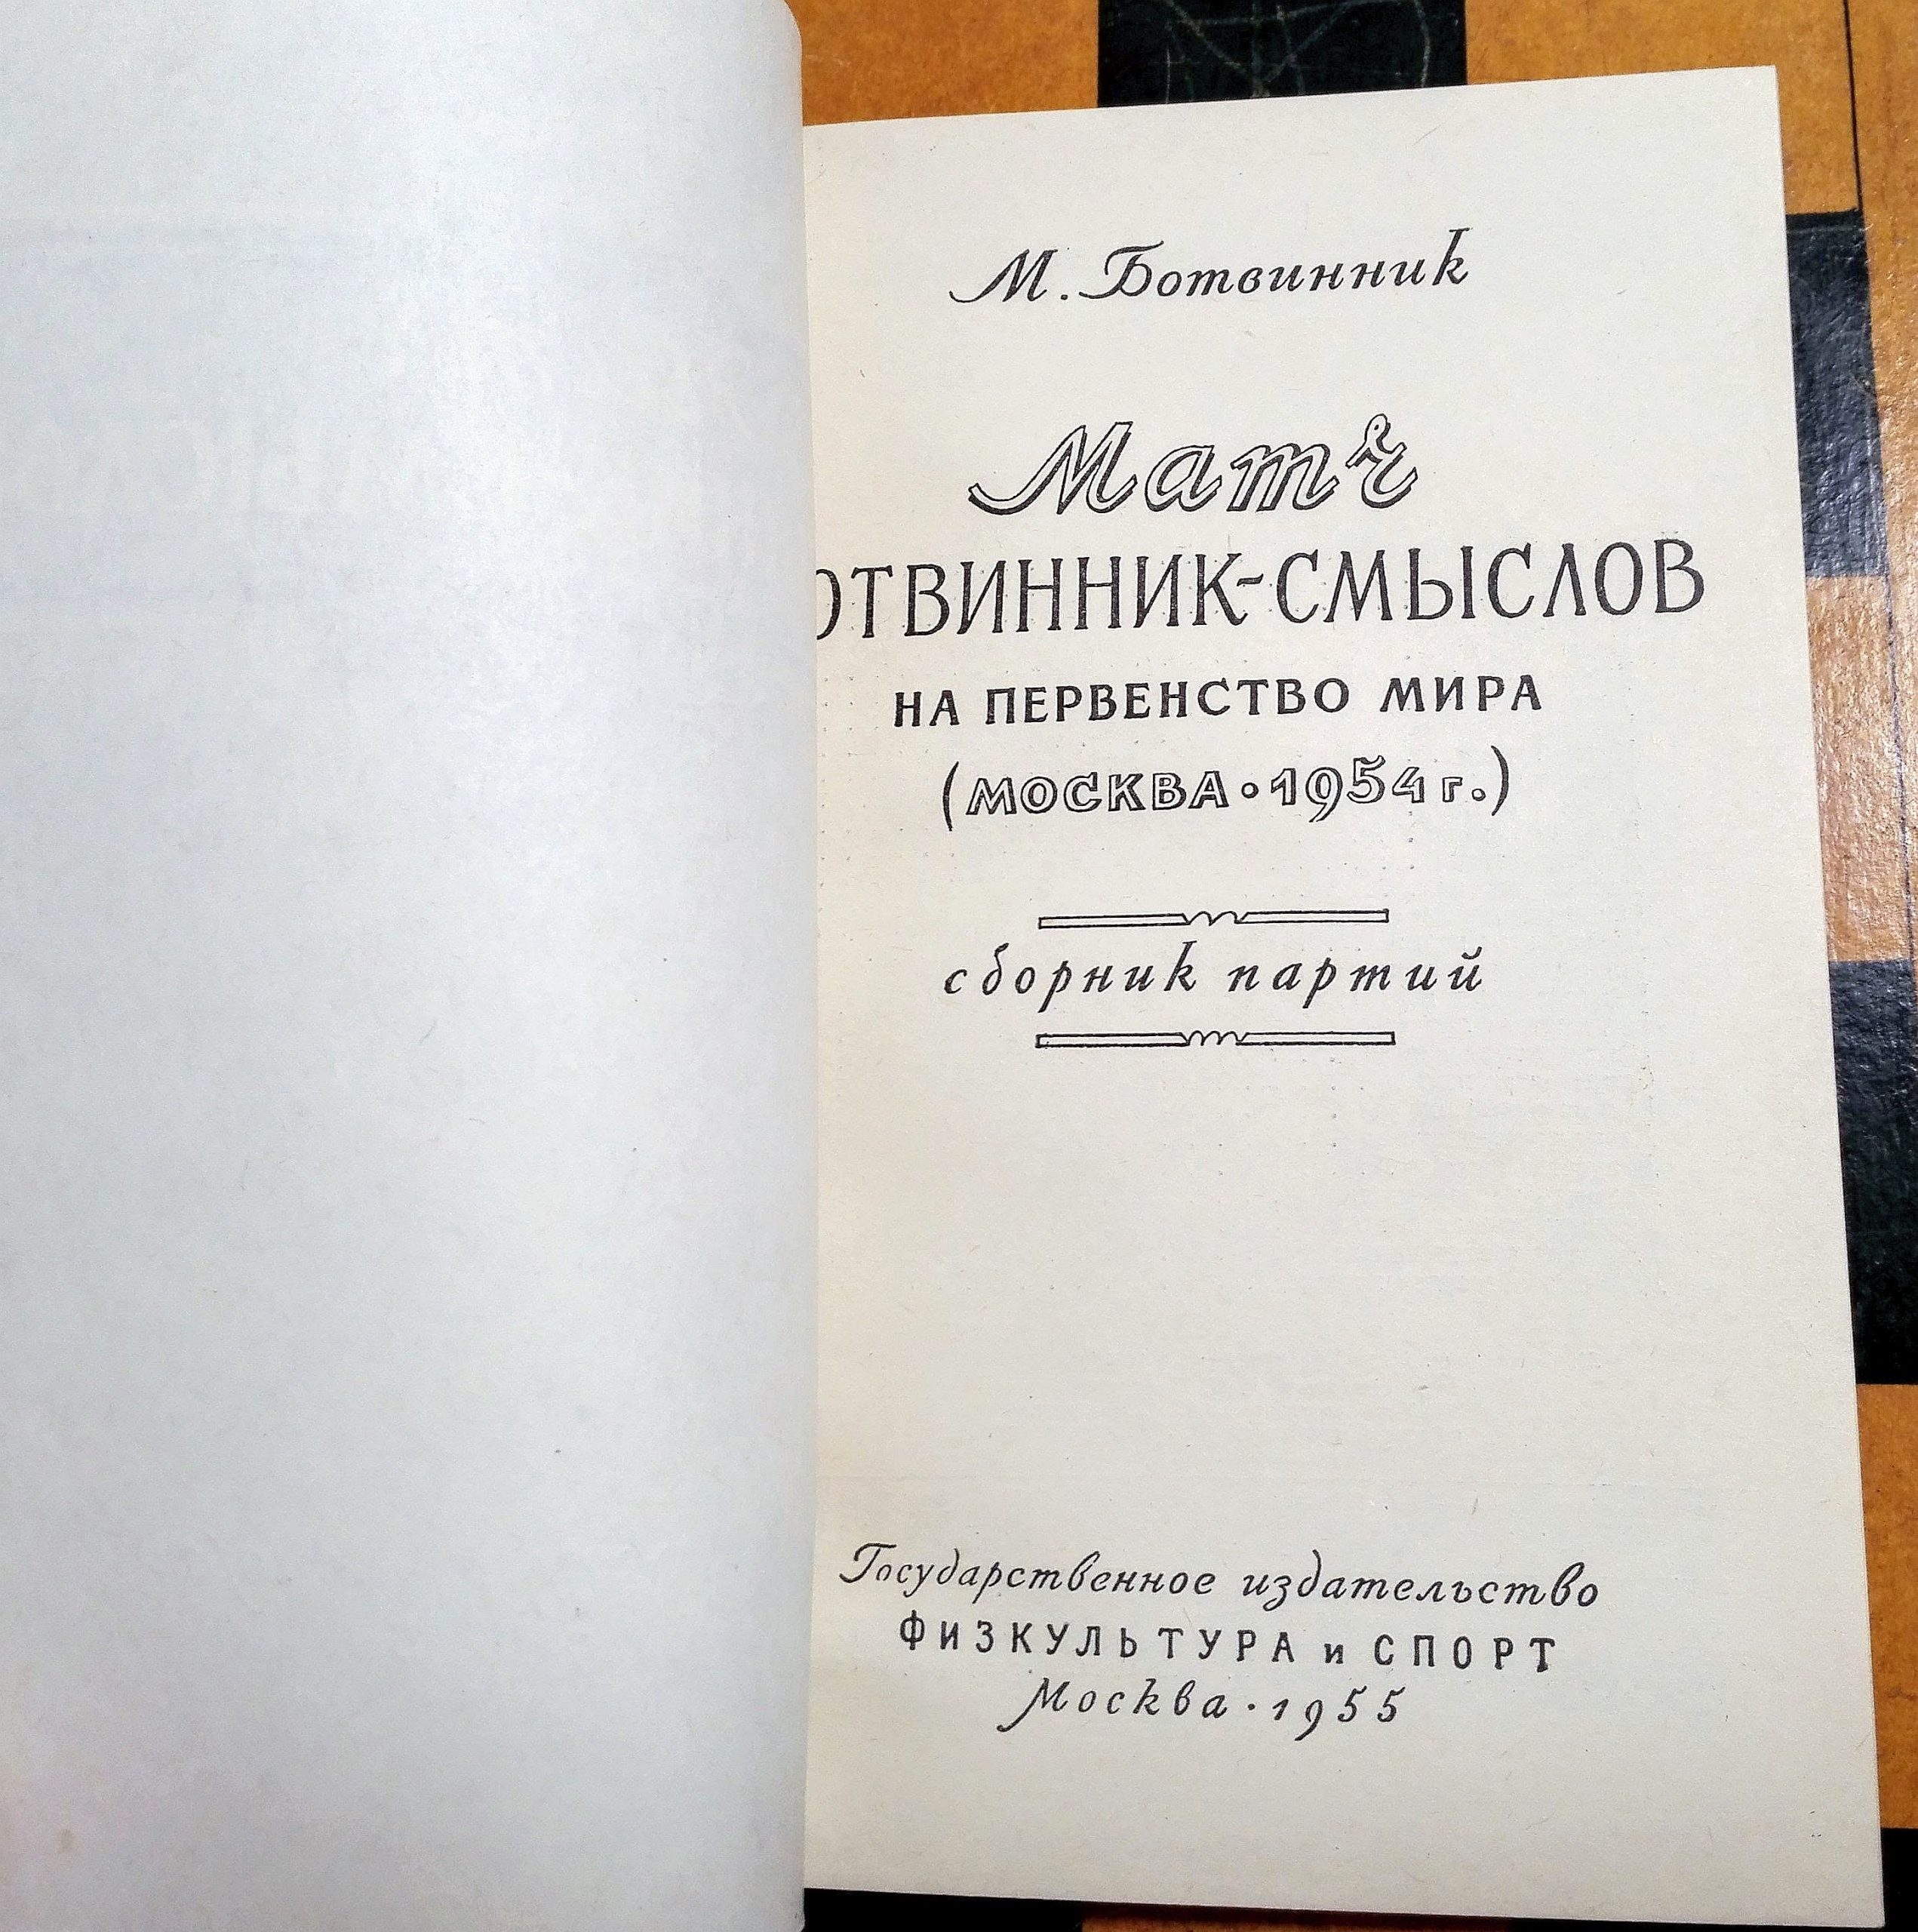 М. Ботвинник
Матч
ОТВИННИК-СМЫСЛОВ
НА ПЕРВЕНСТВО МИРА
(МОСКВА • 1954 г.)
сборник партий
Государственное издательство
ФИЗКУЛЬТУРА и СПОРТ
Москва • 1955